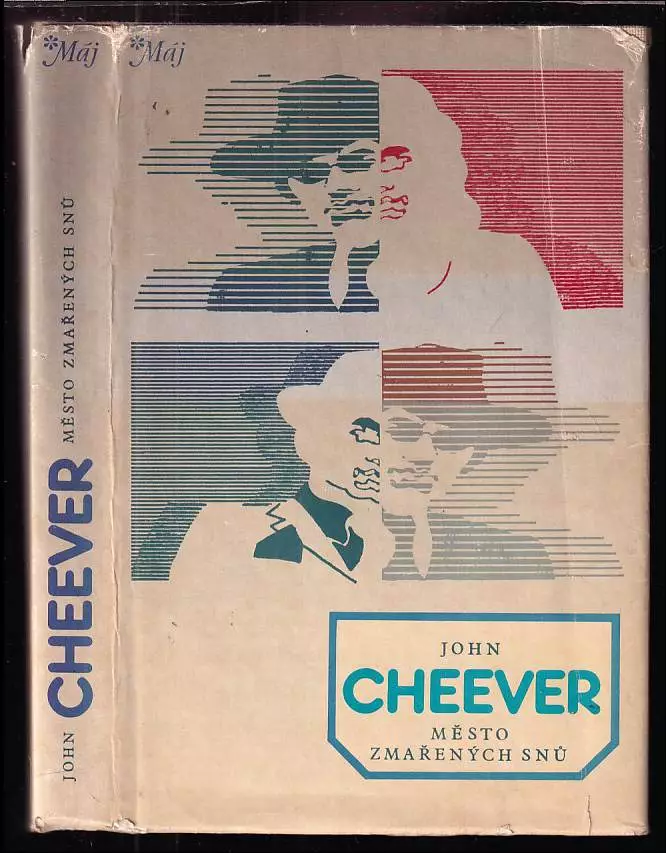 *Máj
JOHN CHEEVER MĚSTO ZMAŘENÝCH SNŮ
*Máj
JOHN
CHEEVER
MĚSTO
ZMAŘENÝCH SNŮ